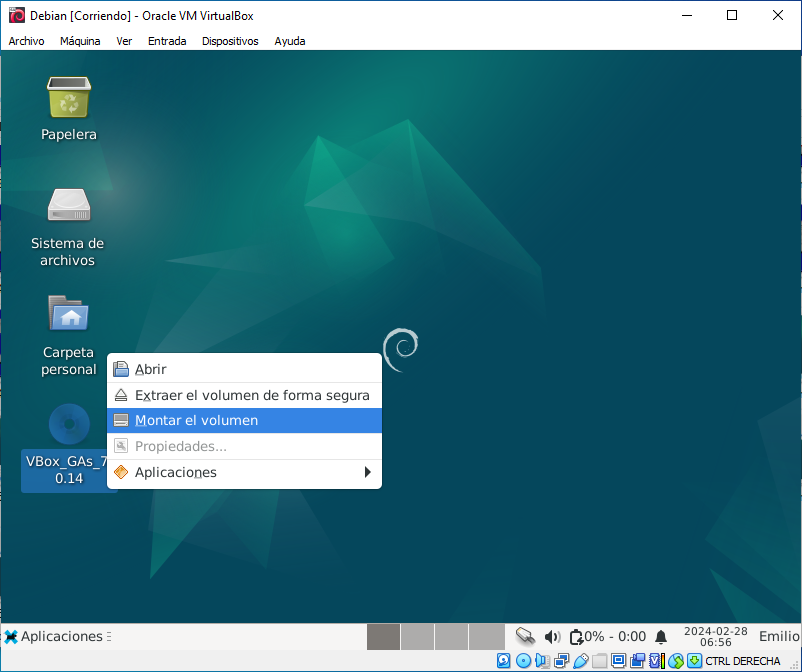 Debian [Corriendo] - Oracle VM VirtualBox
Archivo Máquina Ver Entrada Dispositivos Ayuda
Papelera
Sistema de
archivos
Carpeta
personal
VBox_GAs_7
0.14
Abrir
Extraer el volumen de forma segura
Montar el volumen
Propiedades...
Aplicaciones
Aplicaciones
0% - 0:00
2024-02-28
06:56
Emilio
CTRL DERECHA